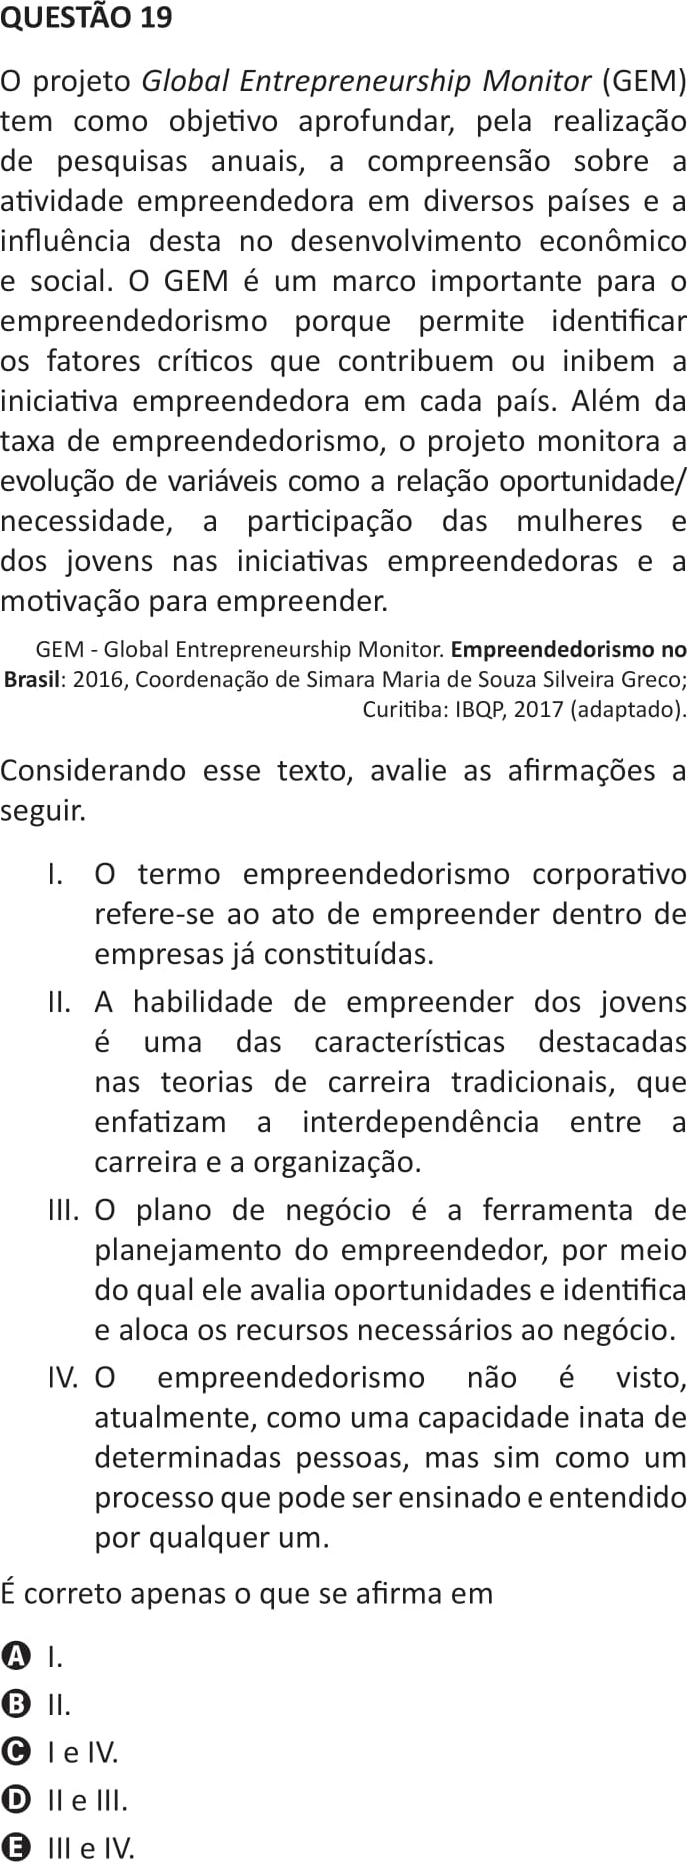 QUESTÃO 19
O projeto Global Entrepreneurship Monitor (GEM)
tem como objetivo aprofundar, pela realização
de pesquisas anuais, a compreensão sobre a
atividade empreendedora em diversos países e a
influência desta no desenvolvimento econômico
e social. O GEM é um marco importante para o
empreendedorismo porque permite identificar
os fatores críticos que contribuem ou inibem a
iniciativa empreendedora em cada país. Além da
taxa de empreendedorismo, o projeto monitora a
evolução de variáveis como a relação oportunidade/
necessidade, a participação das mulheres e
dos jovens nas iniciativas empreendedoras e a
motivação para empreender.
GEM - Global Entrepreneurship Monitor. Empreendedorismo no
Brasil: 2016, Coordenação de Simara Maria de Souza Silveira Greco;
Curitiba: IBQP, 2017 (adaptado).
Considerando esse texto, avalie as afirmações a
seguir.
I. O termo empreendedorismo corporativo
refere-se ao ato de empreender dentro de
empresas já constituídas.
II. A habilidade de empreender dos jovens
é uma das características destacadas
nas teorias de carreira tradicionais, que
enfatizam a interdependência entre a
carreira e a organização.
III. O plano de negócio é a ferramenta de
planejamento do empreendedor, por meio
do qual ele avalia oportunidades e identifica
e aloca os recursos necessários ao negócio.
IV. O empreendedorismo não é visto,
atualmente, como uma capacidade inata de
determinadas pessoas, mas sim como um
processo que pode ser ensinado e entendido
por qualquer um.
É correto apenas o que se afirma em
A I.
B II.
C I e IV.
D II e III.
E III e IV.